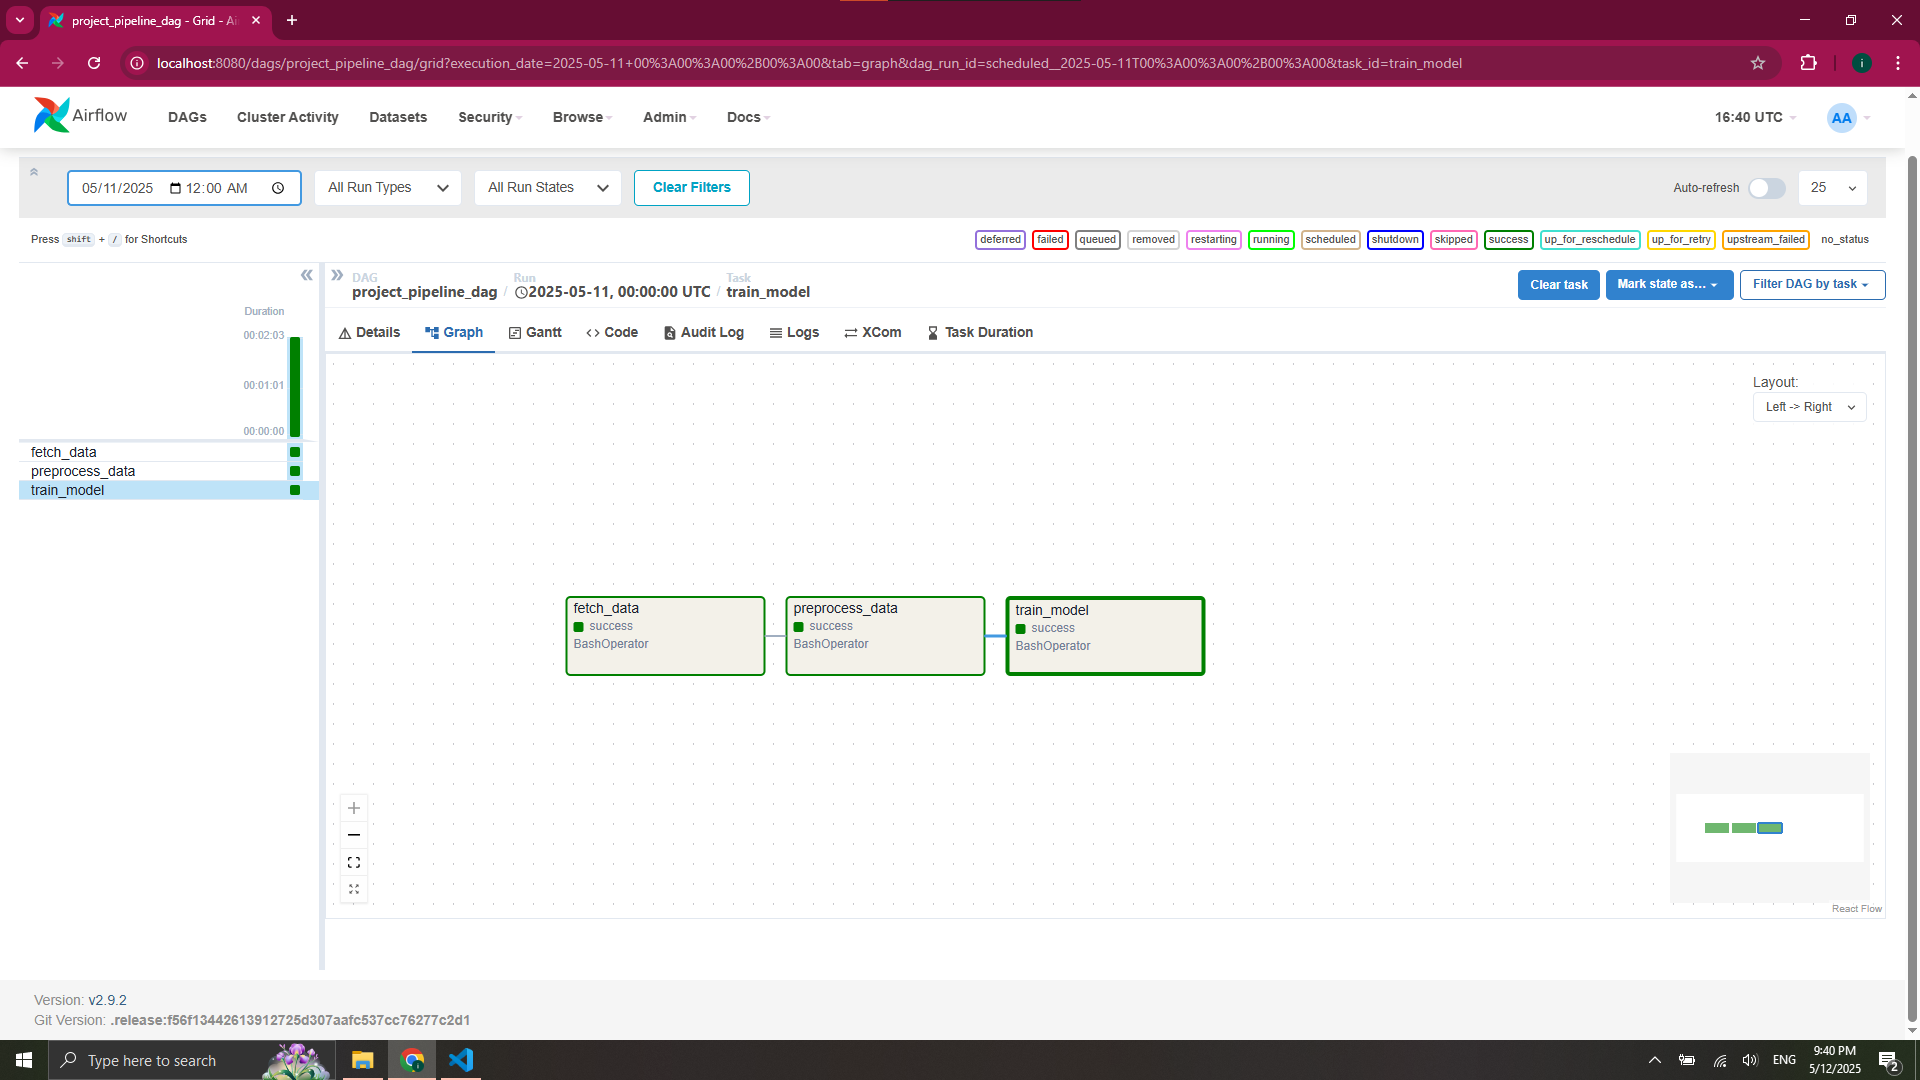 project_pipeline_dag - Grid - Ai
localhost:8080/dags/project_pipeline_dag/grid?execution_date=2025-05-11+00%3A00%3A00%2B00%3A00&tab=graph&dag_run_id=scheduled__2025-05-11T00%3A00%3A00%2B00%3A00&task_id=train_model
i
Airflow
DAGs
Cluster Activity
Datasets
Security
Browse
Admin
Docs
16:40 UTC
AA
05/11/2025 12:00 AM
All Run Types
All Run States
Clear Filters
Auto-refresh
25
Press shift + / for Shortcuts
deferred
failed
queued
removed
restarting
running
scheduled
shutdown
skipped
success
up_for_reschedule
up_for_retry
upstream_failed
no_status
DAG
project_pipeline_dag
/
Run
2025-05-11, 00:00:00 UTC
/
Task
train_model
Clear task
Mark state as...
Filter DAG by task
Details
Graph
Gantt
Code
Audit Log
Logs
XCom
Task Duration
Duration
00:02:03
00:01:01
00:00:00
fetch_data
preprocess_data
train_model
Layout:
Left -> Right
fetch_data
success
BashOperator
preprocess_data
success
BashOperator
train_model
success
BashOperator
React Flow
Version: v2.9.2
Git Version: .release:f56f13442613912725d307aafc537cc76277c2d1
Type here to search
ENG
9:40 PM
5/12/2025
2